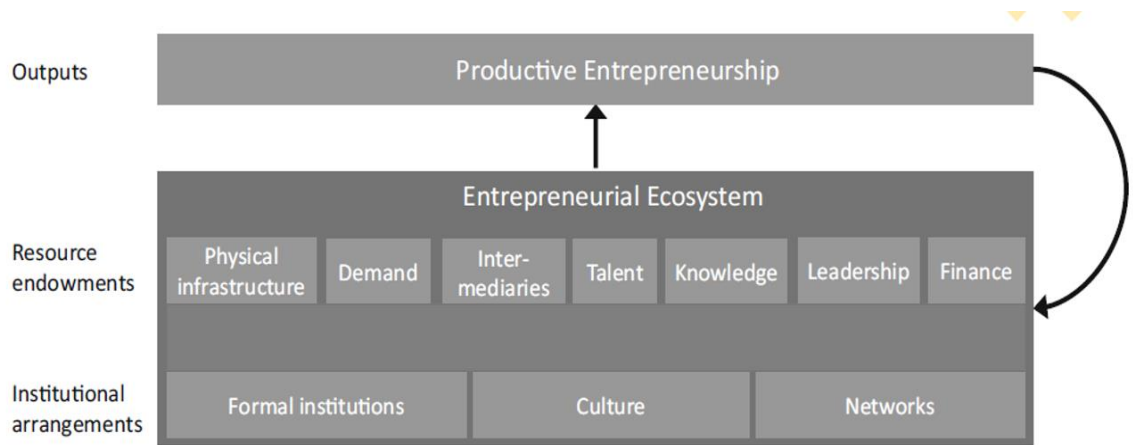 Outputs
Productive Entrepreneurship
Entrepreneurial Ecosystem
Resource
endowments
Physical
infrastructure
Demand
Inter-
mediaries
Talent
Knowledge
Leadership
Finance
Institutional
arrangements
Formal institutions
Culture
Networks